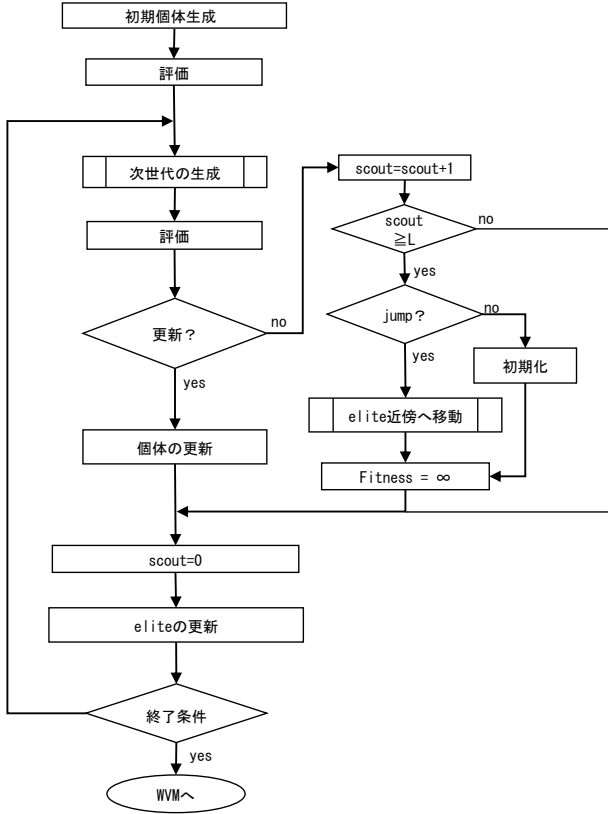 初期個体生成
評価
次世代の生成
評価
更新?
no
yes
個体の更新
scout=scout+1
scout
≧L
no
yes
jump?
no
yes
初期化
elite近傍へ移動
Fitness = ∞
scout=0
eliteの更新
終了条件
yes
WVMへ